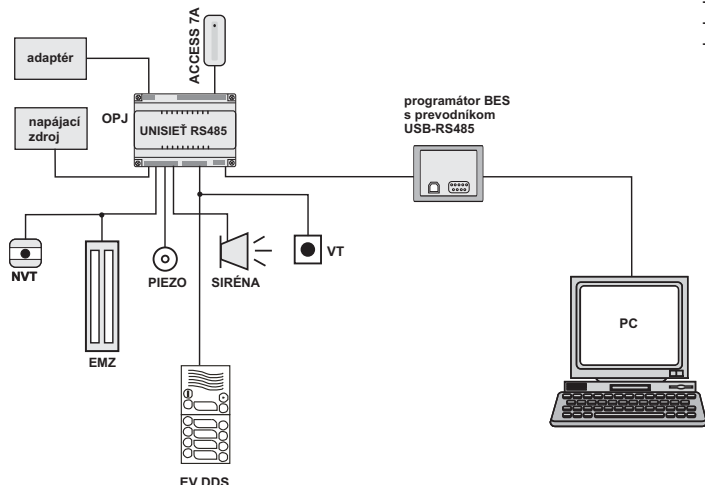 ACCESS 7A
adaptér
OPJ
napájací
zdroj
UNISIEŤ RS485
programátor BES
s prevodníkom
USB-RS485
NVT
EMZ
PIEZO
SIRÉNA
VT
PC
EV DDS